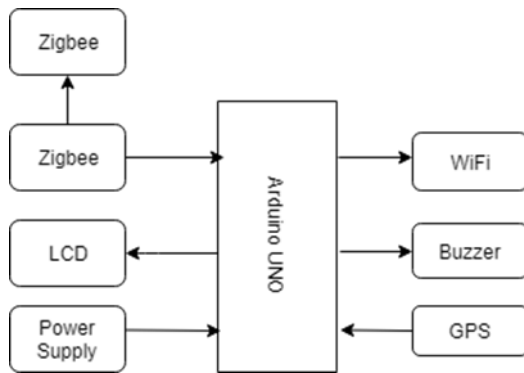 Zigbee
Zigbee
Arduino UNO
WiFi
LCD
Buzzer
Power
Supply
GPS